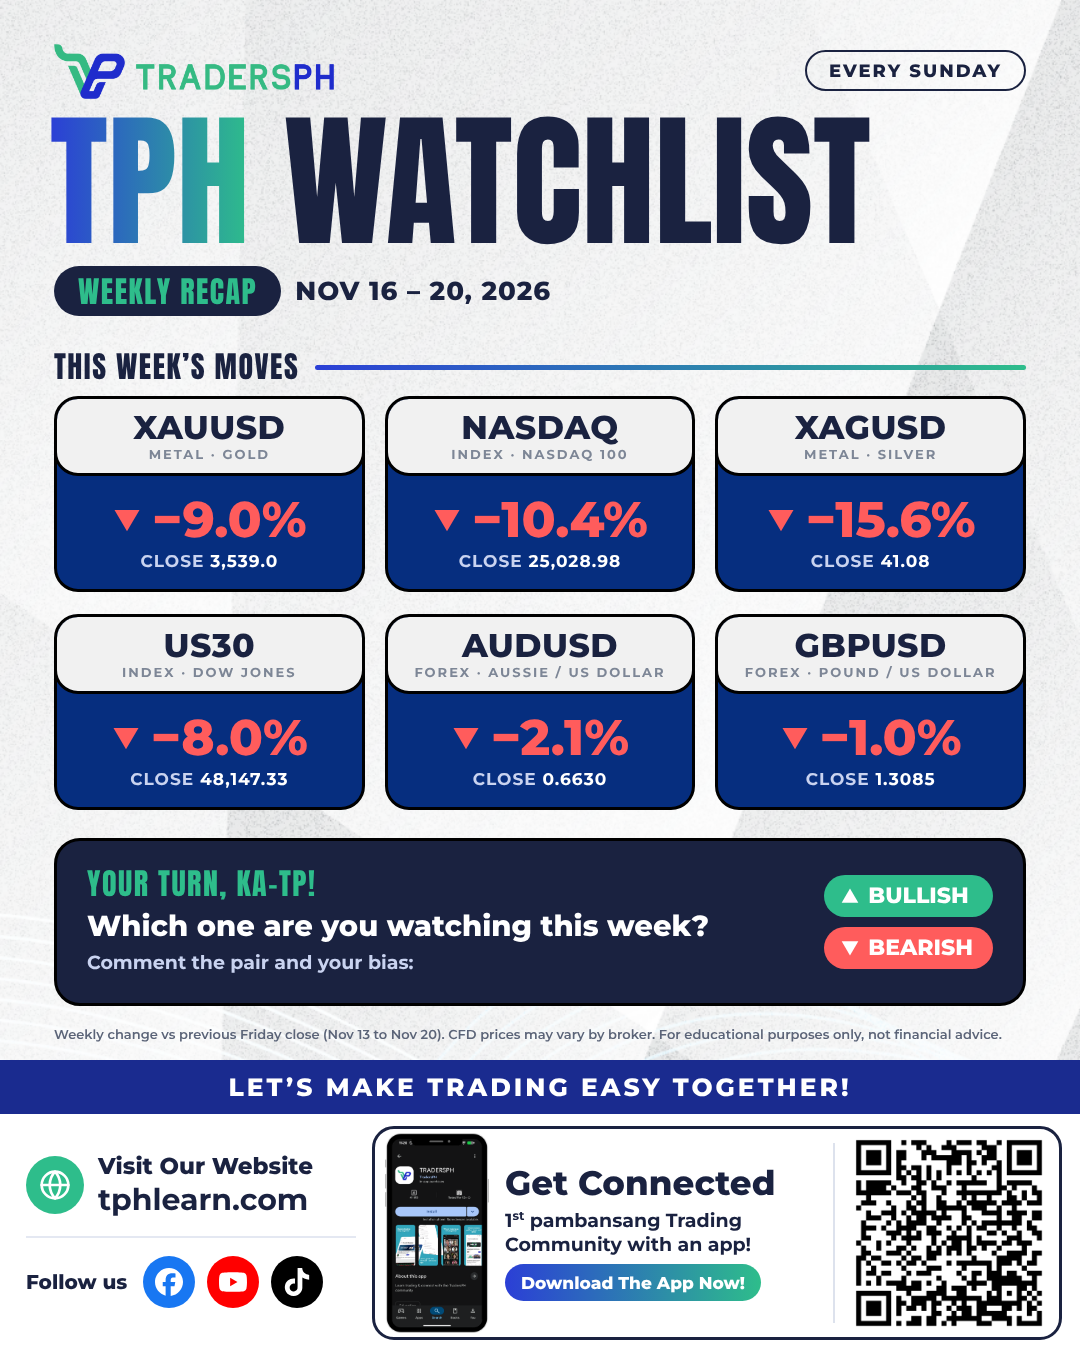 TRADERSPH
EVERY SUNDAY
TPH WATCHLIST
WEEKLY RECAP NOV 16 – 20, 2026
THIS WEEK'S MOVES
XAUUSD
METAL · GOLD
▼ −9.0%
CLOSE 3,539.0
NASDAQ
INDEX · NASDAQ 100
▼ −10.4%
CLOSE 25,028.98
XAGUSD
METAL · SILVER
▼ −15.6%
CLOSE 41.08
US30
INDEX · DOW JONES
▼ −8.0%
CLOSE 48,147.33
AUDUSD
FOREX · AUSSIE / US DOLLAR
▼ −2.1%
CLOSE 0.6630
GBPUSD
FOREX · POUND / US DOLLAR
▼ −1.0%
CLOSE 1.3085
YOUR TURN, KA-TP!
Which one are you watching this week?
Comment the pair and your bias:
▲ BULLISH
▼ BEARISH
Weekly change vs previous Friday close (Nov 13 to Nov 20). CFD prices may vary by broker. For educational purposes only, not financial advice.
LET'S MAKE TRADING EASY TOGETHER!
Visit Our Website
tphlearn.com
Follow us
TRADERSPH
About this app
Get Connected
1st pambansang Trading
Community with an app!
Download The App Now!